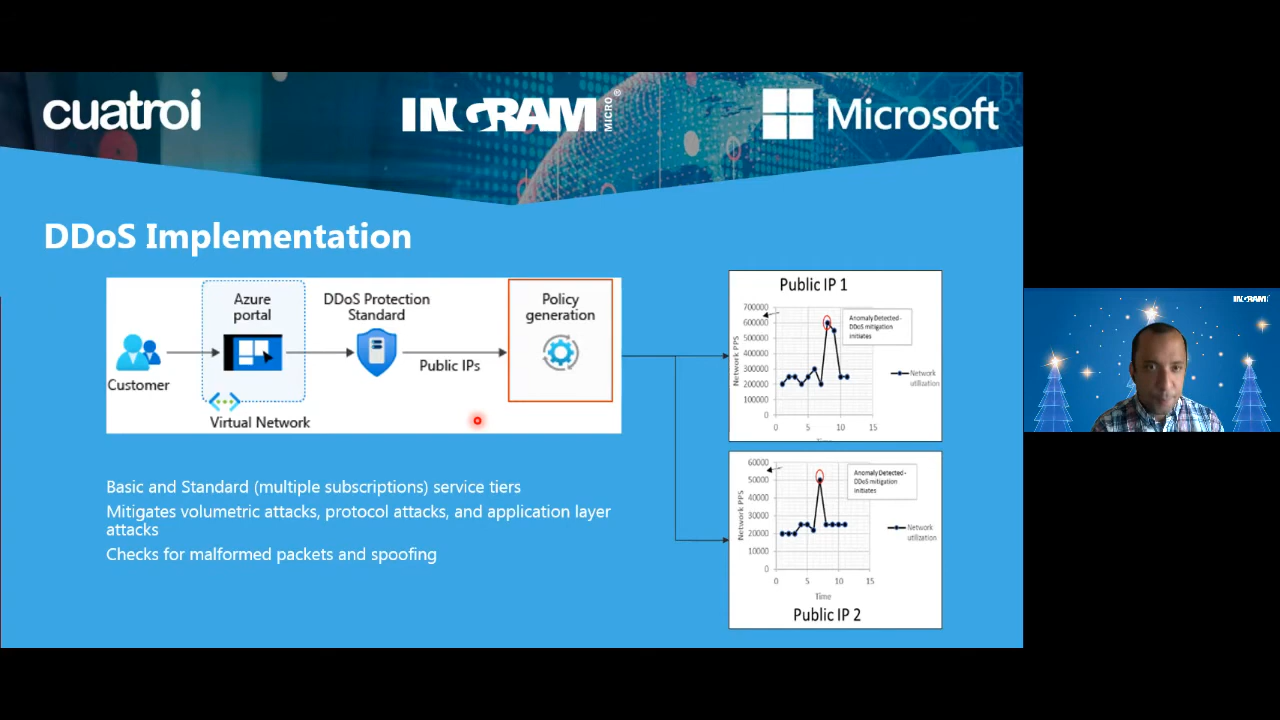 cuatroi
INGRAM MICRO®
Microsoft
DDoS Implementation
Azure
portal
DDoS Protection
Standard
Policy
generation
Public IPs
Customer
Virtual Network
Basic and Standard (multiple subscriptions) service tiers
Mitigates volumetric attacks, protocol attacks, and application layer
attacks
Checks for malformed packets and spoofing
Public IP 1
700000
600000
500000
400000
300000
200000
100000
0
Network PPS
Anomaly Detected -
DDoS mitigation
initiates
Network
utilization
0 5 10 15
Time
60000
50000
40000
30000
20000
10000
0
Network PPS
Anomaly Detected -
DDoS mitigation
initiates
Network
utilization
0 5 10 15
Time
Public IP 2
INGRAM